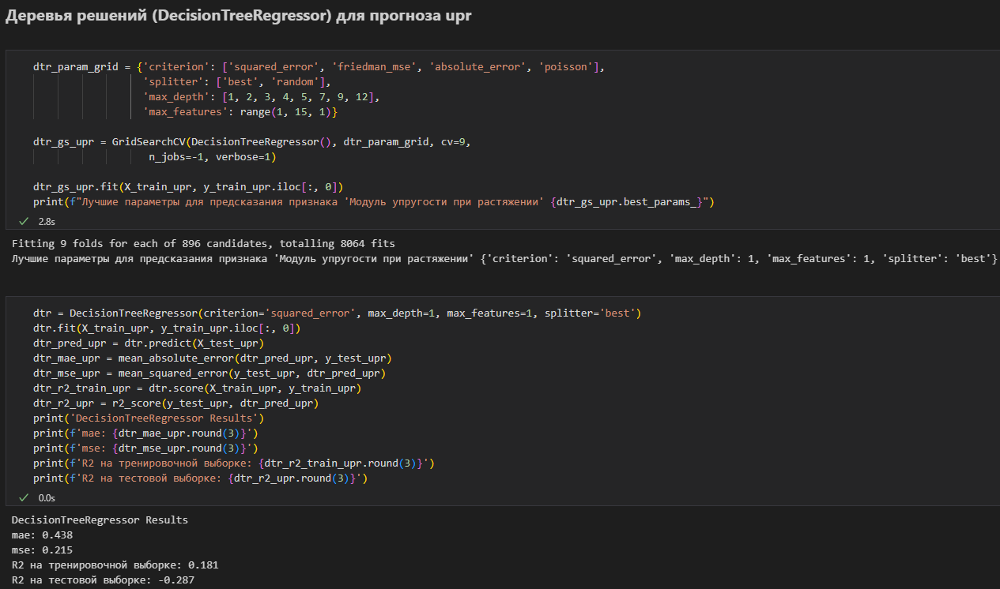 Деревья решений (DecisionTreeRegressor) для прогноза upr
dtr_param_grid = {'criterion': ['squared_error', 'friedman_mse', 'absolute_error', 'poisson'],
'splitter': ['best', 'random'],
'max_depth': [1, 2, 3, 4, 5, 7, 9, 12],
'max_features': range(1, 15, 1)}
dtr_gs_upr = GridSearchCV(DecisionTreeRegressor(), dtr_param_grid, cv=9,
n_jobs=-1, verbose=1)
dtr_gs_upr.fit(X_train_upr, y_train_upr.iloc[:, 0])
print(f"Лучшие параметры для предсказания признака 'Модуль упругости при растяжении' {dtr_gs_upr.best_params_}")
2.8s
Fitting 9 folds for each of 896 candidates, totalling 8064 fits
Лучшие параметры для предсказания признака 'Модуль упругости при растяжении' {'criterion': 'squared_error', 'max_depth': 1, 'max_features': 1, 'splitter': 'best'}
dtr = DecisionTreeRegressor(criterion='squared_error', max_depth=1, max_features=1, splitter='best')
dtr.fit(X_train_upr, y_train_upr.iloc[:, 0])
dtr_pred_upr = dtr.predict(X_test_upr)
dtr_mae_upr = mean_absolute_error(dtr_pred_upr, y_test_upr)
dtr_mse_upr = mean_squared_error(y_test_upr, dtr_pred_upr)
dtr_r2_train_upr = dtr.score(X_train_upr, y_train_upr)
dtr_r2_upr = r2_score(y_test_upr, dtr_pred_upr)
print('DecisionTreeRegressor Results')
print(f'mae: {dtr_mae_upr.round(3)}')
print(f'mse: {dtr_mse_upr.round(3)}')
print(f'R2 на тренировочной выборке: {dtr_r2_train_upr.round(3)}')
print(f'R2 на тестовой выборке: {dtr_r2_upr.round(3)}')
0.0s
DecisionTreeRegressor Results
mae: 0.438
mse: 0.215
R2 на тренировочной выборке: 0.181
R2 на тестовой выборке: -0.287